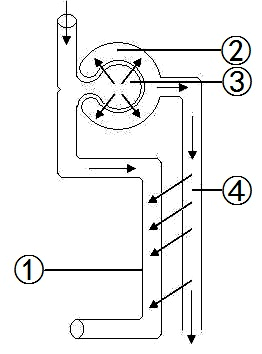 ②
③
④
①